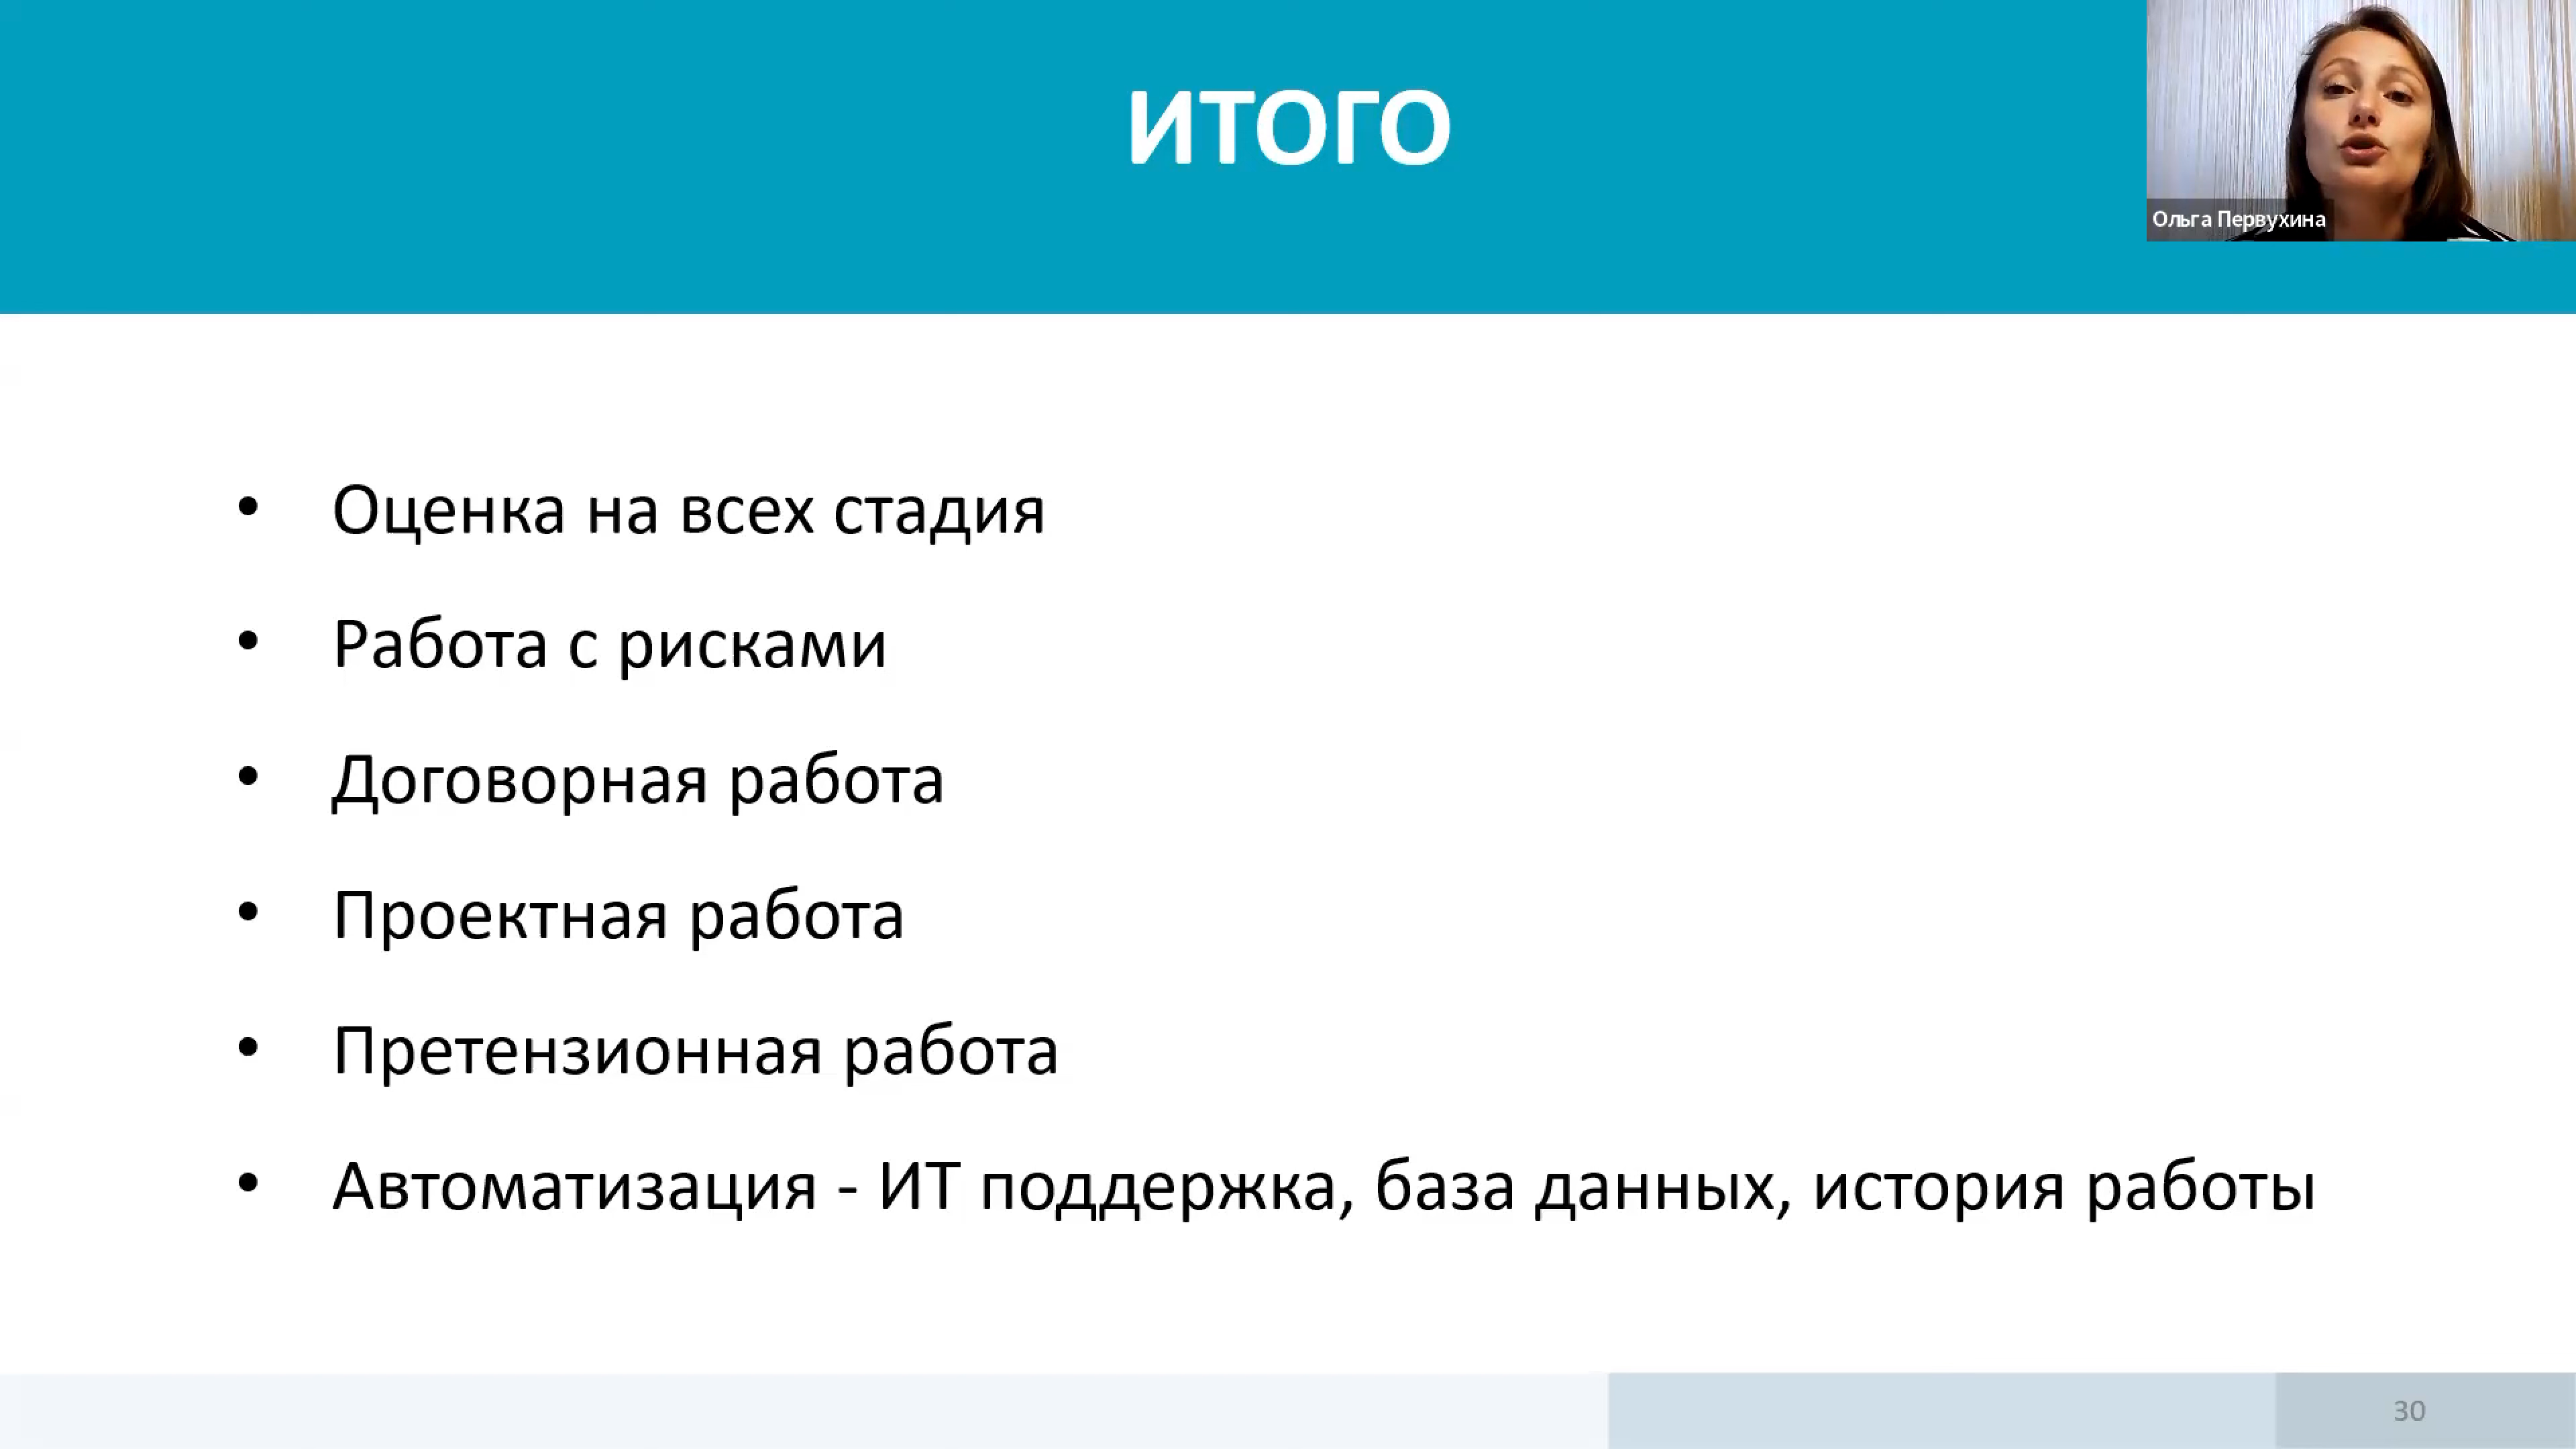 ИТОГО
Ольга Первухина
• Оценка на всех стадия
• Работа с рисками
• Договорная работа
• Проектная работа
• Претензионная работа
• Автоматизация - ИТ поддержка, база данных, история работы
30